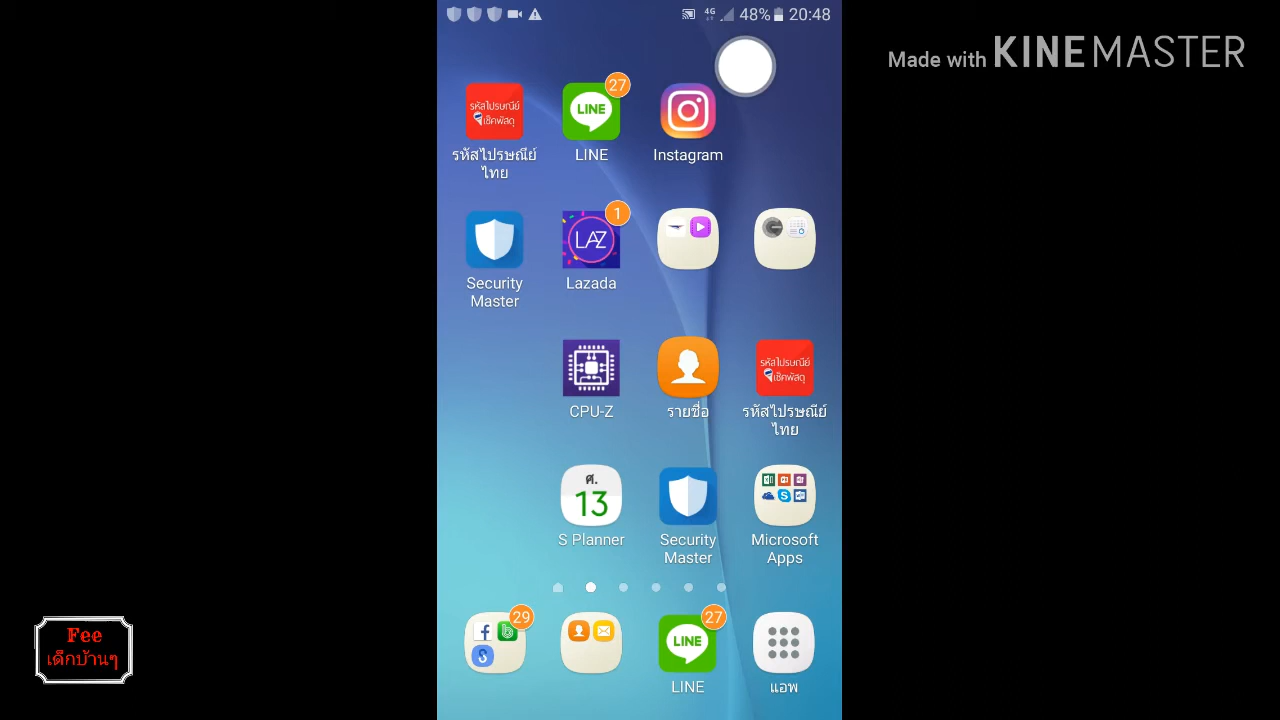 4G 48% 20:48
Made with KINEMASTER
27
รหัสไปรษณีย์
เช็คพัสดุ
LINE
รหัสไปรษณีย์
ไทย
LINE
Instagram
1
LAZ
Security
Master
Lazada
CPU-Z
รายชื่อ
รหัสไปรษณีย์
เช็คพัสดุ
รหัสไปรษณีย์
ไทย
ศ.
13
S Planner
Security
Master
Microsoft
Apps
29
27
LINE
LINE
แอพ
Fee
เด็กบ้านๆ